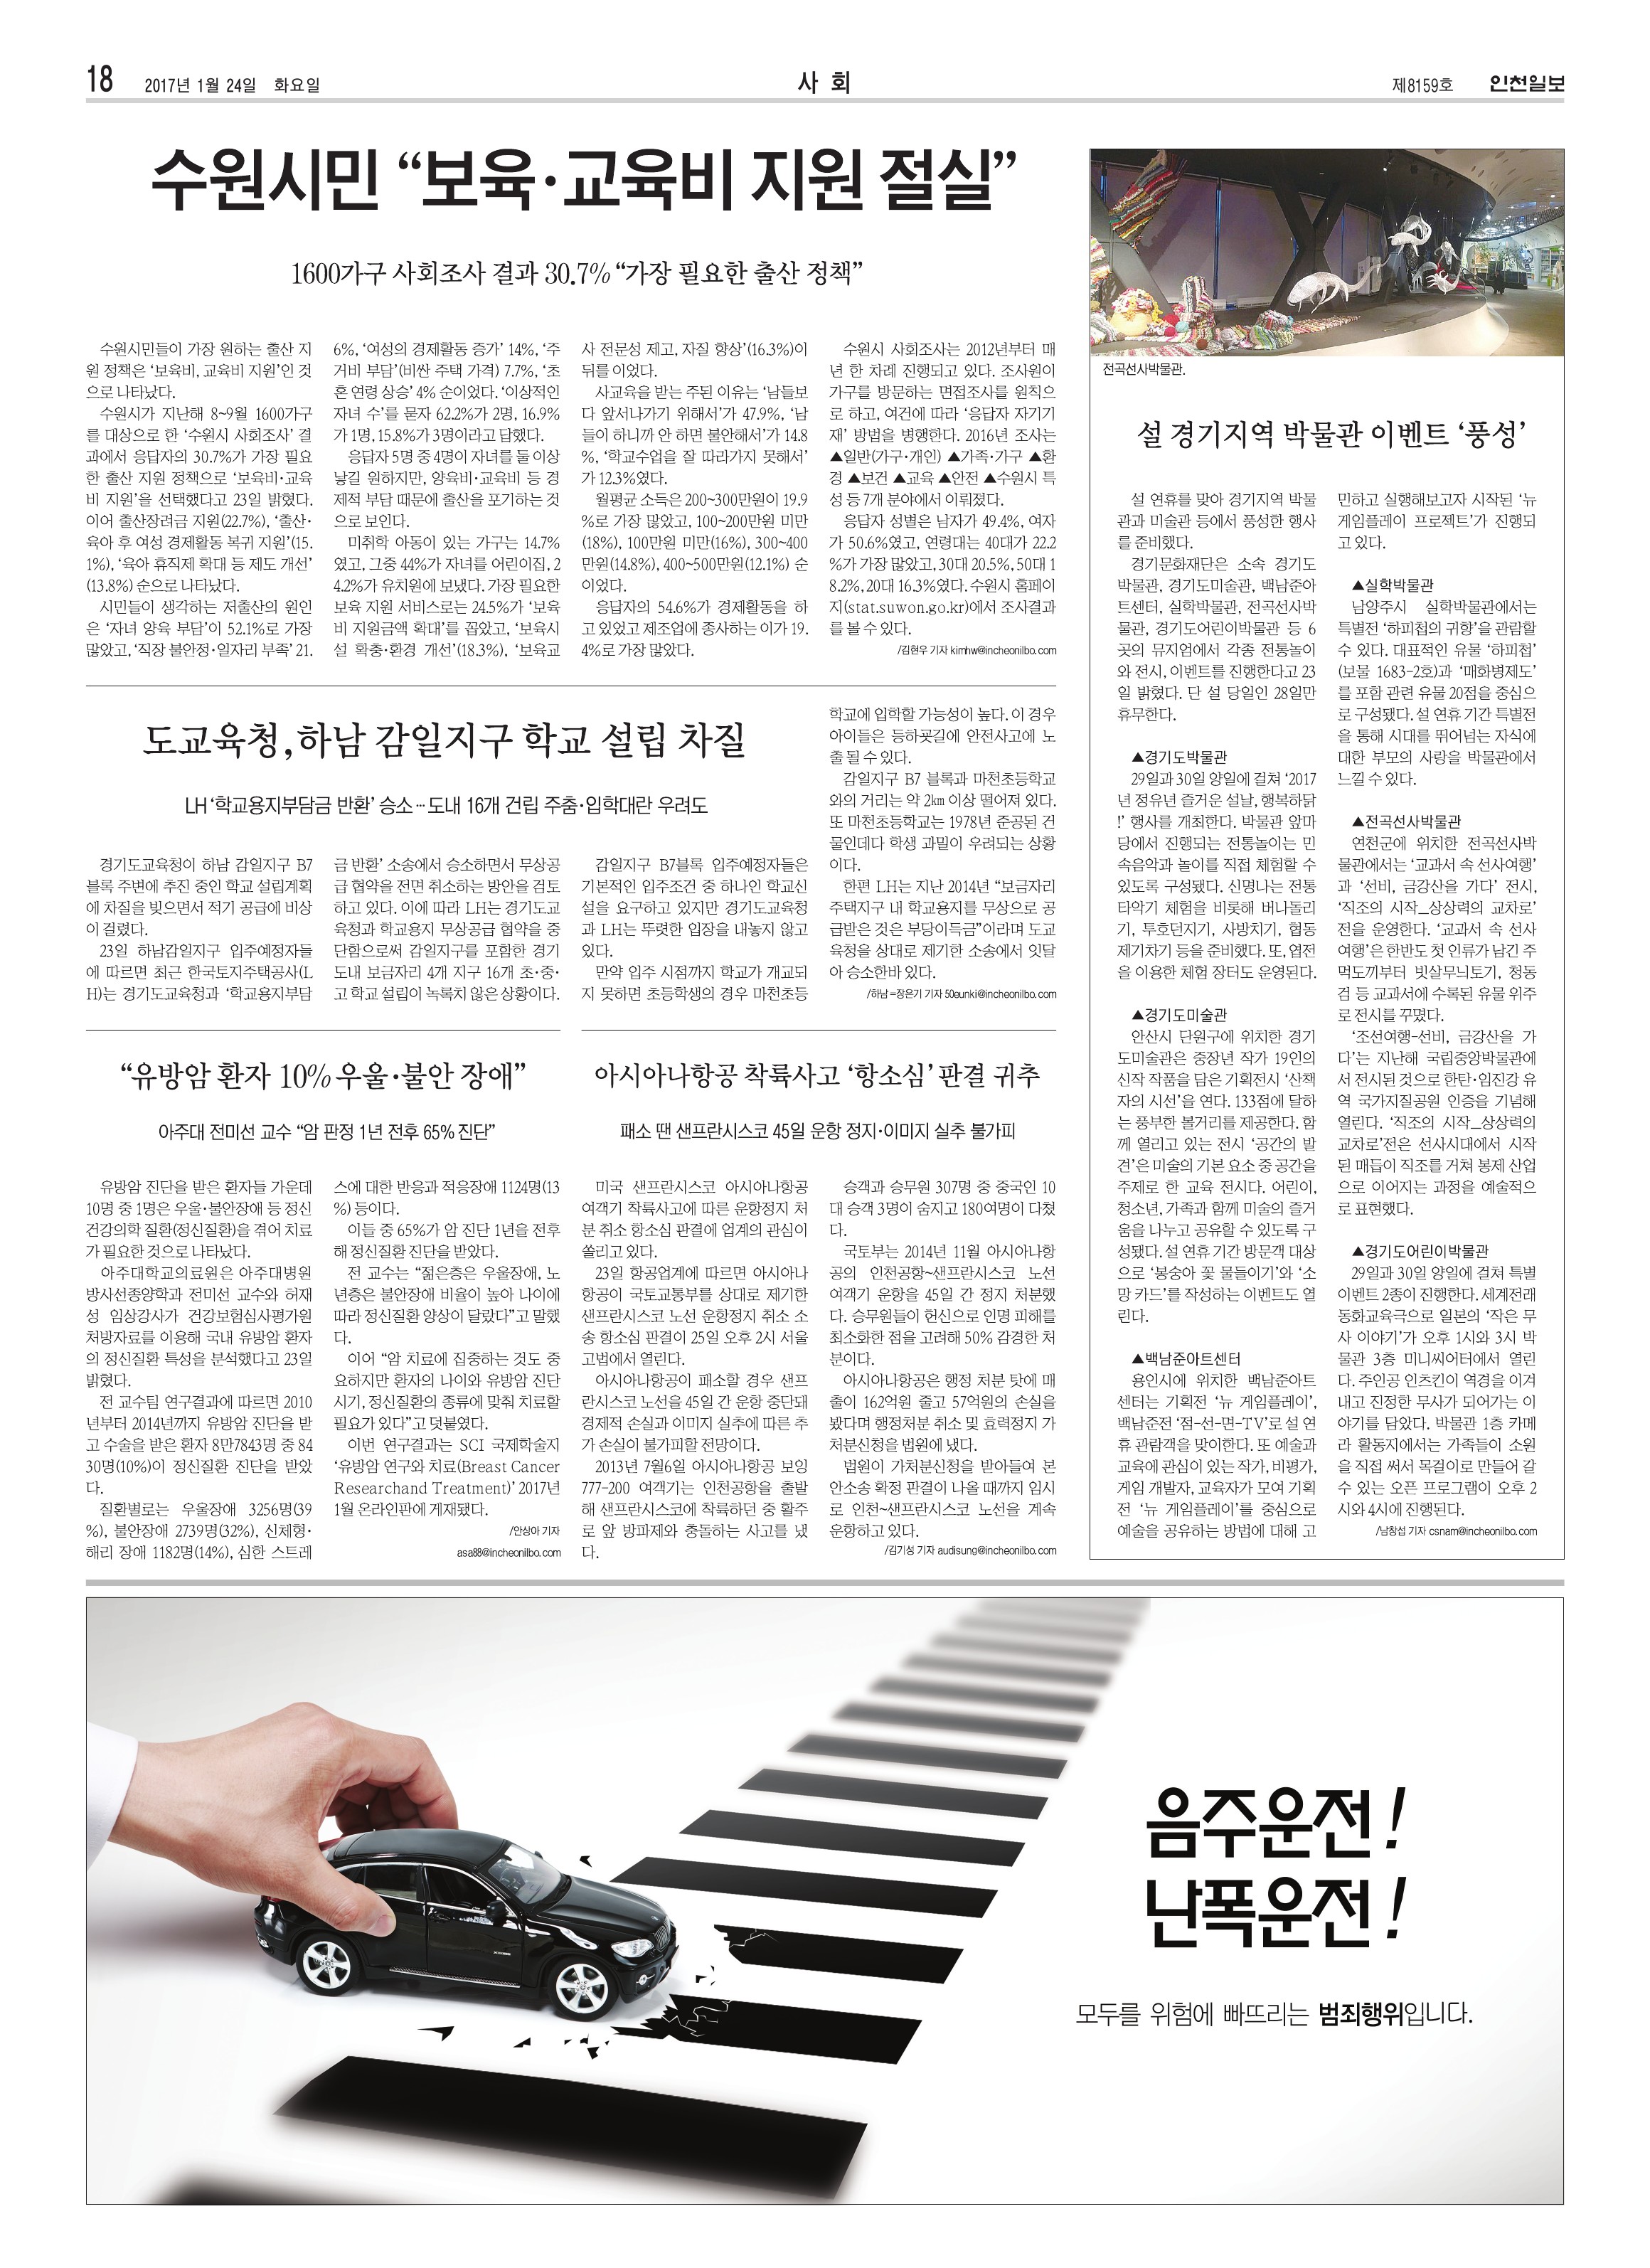 18 2017년 1월 24일 화요일
사 회
제8159호 인천일보
수원시민 “보육·교육비 지원 절실”
1600가구 사회조사 결과 30.7% “가장 필요한 출산 정책”
수원시민들이 가장 원하는 출산 지
원 정책은 ‘보육비, 교육비 지원’인 것
으로 나타났다.
수원시가 지난해 8~9월 1600가구
를 대상으로 한 ‘수원시 사회조사’ 결
과에서 응답자의 30.7%가 가장 필요
한 출산 지원 정책으로 ‘보육비·교육
비 지원’을 선택했다고 23일 밝혔다.
이어 출산장려금 지원(22.7%), ‘출산·
육아 후 여성 경제활동 복귀 지원’(15.
1%), ‘육아 휴직제 확대 등 제도 개선’
(13.8%) 순으로 나타났다.
시민들이 생각하는 저출산의 원인
은 ‘자녀 양육 부담’이 52.1%로 가장
많았고, ‘직장 불안정·일자리 부족’ 21.
6%, ‘여성의 경제활동 증가’ 14%, ‘주
거비 부담’(비싼 주택 가격) 7.7%, ‘초
혼 연령 상승’ 4% 순이었다. ‘이상적인
자녀 수’를 묻자 62.2%가 2명, 16.9%
가 1명, 15.8%가 3명이라고 답했다.
응답자 5명 중 4명이 자녀를 둘 이상
낳길 원하지만, 양육비·교육비 등 경
제적 부담 때문에 출산을 포기하는 것
으로 보인다.
미취학 아동이 있는 가구는 14.7%
였고, 그중 44%가 자녀를 어린이집, 2
4.2%가 유치원에 보냈다. 가장 필요한
보육 지원 서비스로는 24.5%가 ‘보육
비 지원금액 확대’를 꼽았고, ‘보육시
설 확충·환경 개선’(18.3%), ‘보육교
사 전문성 제고, 자질 향상’(16.3%)이
뒤를 이었다.
사교육을 받는 주된 이유는 ‘남들보
다 앞서나가기 위해서’가 47.9%, ‘남
들이 하니까 안 하면 불안해서’가 14.8
%, ‘학교수업을 잘 따라가지 못해서’
가 12.3%였다.
월평균 소득은 200~300만원이 19.9
%로 가장 많았고, 100~200만원 미만
(18%), 100만원 미만(16%), 300~400
만원(14.8%), 400~500만원(12.1%) 순
이었다.
응답자의 54.6%가 경제활동을 하
고 있었고 제조업에 종사하는 이가 19.
4%로 가장 많았다.
수원시 사회조사는 2012년부터 매
년 한 차례 진행되고 있다. 조사원이
가구를 방문하는 면접조사를 원칙으
로 하고, 여건에 따라 ‘응답자 자기기
재’ 방법을 병행한다. 2016년 조사는
▲일반(가구·개인) ▲가족·가구 ▲환
경 ▲보건 ▲교육 ▲안전 ▲수원시 특
성 등 7개 분야에서 이뤄졌다.
응답자 성별은 남자가 49.4%, 여자
가 50.6%였고, 연령대는 40대가 22.2
%가 가장 많았고, 30대 20.5%, 50대 1
8.2%, 20대 16.3%였다. 수원시 홈페이
지(stat.suwon.go.kr)에서 조사결과
를 볼 수 있다.
/김현우 기자 kimhw@incheonilbo.com
도교육청, 하남 감일지구 학교 설립 차질
LH ‘학교용지부담금 반환’ 승소…도내 16개 건립 주춤·입학대란 우려도
경기도교육청이 하남 감일지구 B7
블록 주변에 추진 중인 학교 설립계획
에 차질을 빚으면서 적기 공급에 비상
이 걸렸다.
23일 하남감일지구 입주예정자들
에 따르면 최근 한국토지주택공사(L
H)는 경기도교육청과 ‘학교용지부담
금 반환’ 소송에서 승소하면서 무상공
급 협약을 전면 취소하는 방안을 검토
하고 있다. 이에 따라 LH는 경기도교
육청과 학교용지 무상공급 협약을 중
단함으로써 감일지구를 포함한 경기
도내 보금자리 4개 지구 16개 초·중·
고 학교 설립이 녹록치 않은 상황이다.
감일지구 B7블록 입주예정자들은
기본적인 입주조건 중 하나인 학교신
설을 요구하고 있지만 경기도교육청
과 LH는 뚜렷한 입장을 내놓지 않고
있다.
만약 입주 시점까지 학교가 개교되
지 못하면 초등학생의 경우 마천초등
학교에 입학할 가능성이 높다. 이 경우
아이들은 등하굣길에 안전사고에 노
출 될 수 있다.
감일지구 B7 블록과 마천초등학교
와의 거리는 약 2km 이상 떨어져 있다.
또 마천초등학교는 1978년 준공된 건
물인데다 학생 과밀이 우려되는 상황
이다.
한편 LH는 지난 2014년 “보금자리
주택지구 내 학교용지를 무상으로 공
급받은 것은 부당이득금”이라며 도교
육청을 상대로 제기한 소송에서 잇달
아 승소한바 있다.
/하남=장은기 기자 50eunki@incheonilbo.com
“유방암 환자 10% 우울·불안 장애”
아주대 전미선 교수 “암 판정 1년 전후 65% 진단”
유방암 진단을 받은 환자들 가운데
10명 중 1명은 우울·불안장애 등 정신
건강의학 질환(정신질환)을 겪어 치료
가 필요한 것으로 나타났다.
아주대학교의료원은 아주대병원
방사선종양학과 전미선 교수와 허재
성 임상강사가 건강보험심사평가원
처방자료를 이용해 국내 유방암 환자
의 정신질환 특성을 분석했다고 23일
밝혔다.
전 교수팀 연구결과에 따르면 2010
년부터 2014년까지 유방암 진단을 받
고 수술을 받은 환자 8만7843명 중 84
30명(10%)이 정신질환 진단을 받았
다.
질환별로는 우울장애 3256명(39
%), 불안장애 2739명(32%), 신체형·
해리 장애 1182명(14%), 심한 스트레
스에 대한 반응과 적응장애 1124명(13
%) 등이다.
이들 중 65%가 암 진단 1년을 전후
해 정신질환 진단을 받았다.
전 교수는 “젊은층은 우울장애, 노
년층은 불안장애 비율이 높아 나이에
따라 정신질환 양상이 달랐다”고 말했
다.
이어 “암 치료에 집중하는 것도 중
요하지만 환자의 나이와 유방암 진단
시기, 정신질환의 종류에 맞춰 치료할
필요가 있다”고 덧붙였다.
이번 연구결과는 SCI 국제학술지
‘유방암 연구와 치료(Breast Cancer
Researchand Treatment)’ 2017년
1월 온라인판에 게재됐다.
/안상아 기자
asa88@incheonilbo.com
아시아나항공 착륙사고 ‘항소심’ 판결 귀추
패소 땐 샌프란시스코 45일 운항 정지·이미지 실추 불가피
미국 샌프란시스코 아시아나항공
여객기 착륙사고에 따른 운항정지 처
분 취소 항소심 판결에 업계의 관심이
쏠리고 있다.
23일 항공업계에 따르면 아시아나
항공이 국토교통부를 상대로 제기한
샌프란시스코 노선 운항정지 취소 소
송 항소심 판결이 25일 오후 2시 서울
고법에서 열린다.
아시아나항공이 패소할 경우 샌프
란시스코 노선을 45일 간 운항 중단돼
경제적 손실과 이미지 실추에 따른 추
가 손실이 불가피할 전망이다.
2013년 7월6일 아시아나항공 보잉
777-200 여객기는 인천공항을 출발
해 샌프란시스코에 착륙하던 중 활주
로 앞 방파제와 충돌하는 사고를 냈
다.
승객과 승무원 307명 중 중국인 10
대 승객 3명이 숨지고 180여명이 다쳤
다.
국토부는 2014년 11월 아시아나항
공의 인천공항~샌프란시스코 노선
여객기 운항을 45일 간 정지 처분했
다. 승무원들이 헌신으로 인명 피해를
최소화한 점을 고려해 50% 감경한 처
분이다.
아시아나항공은 행정 처분 탓에 매
출이 162억원 줄고 57억원의 손실을
봤다며 행정처분 취소 및 효력정지 가
처분신청을 법원에 냈다.
법원이 가처분신청을 받아들여 본
안소송 확정 판결이 나올 때까지 임시
로 인천~샌프란시스코 노선을 계속
운항하고 있다.
/김기성 기자 audisung@incheonilbo.com
전곡선사박물관.
설 경기지역 박물관 이벤트 ‘풍성’
설 연휴를 맞아 경기지역 박물
관과 미술관 등에서 풍성한 행사
를 준비했다.
경기문화재단은 소속 경기도
박물관, 경기도미술관, 백남준아
트센터, 실학박물관, 전곡선사박
물관, 경기도어린이박물관 등 6
곳의 뮤지엄에서 각종 전통놀이
와 전시, 이벤트를 진행한다고 23
일 밝혔다. 단 설 당일인 28일만
휴무한다.
▲경기도박물관
29일과 30일 양일에 걸쳐 ‘2017
년 정유년 즐거운 설날, 행복하닭
!’ 행사를 개최한다. 박물관 앞마
당에서 진행되는 전통놀이는 민
속음악과 놀이를 직접 체험할 수
있도록 구성됐다. 신명나는 전통
타악기 체험을 비롯해 버나돌리
기, 투호던지기, 사방치기, 협동
제기차기 등을 준비했다. 또, 엽전
을 이용한 체험 장터도 운영된다.
▲경기도미술관
안산시 단원구에 위치한 경기
도미술관은 중장년 작가 19인의
신작 작품을 담은 기획전시 ‘산책
자의 시선’을 연다. 133점에 달하
는 풍부한 볼거리를 제공한다. 함
께 열리고 있는 전시 ‘공간의 발
견’은 미술의 기본 요소 중 공간을
주제로 한 교육 전시다. 어린이,
청소년, 가족과 함께 미술의 즐거
움을 나누고 공유할 수 있도록 구
성됐다. 설 연휴 기간 방문객 대상
으로 ‘봉숭아 꽃 물들이기’와 ‘소
망 카드’를 작성하는 이벤트도 열
린다.
▲백남준아트센터
용인시에 위치한 백남준아트
센터는 기획전 ‘뉴 게임플레이’,
백남준전 ‘점-선-면-TV’로 설 연
휴 관람객을 맞이한다. 또 예술과
교육에 관심이 있는 작가, 비평가,
게임 개발자, 교육자가 모여 기획
전 ‘뉴 게임플레이’를 중심으로
예술을 공유하는 방법에 대해 고
민하고 실행해보고자 시작된 ‘뉴
게임플레이 프로젝트’가 진행되
고 있다.
▲실학박물관
남양주시 실학박물관에서는
특별전 ‘하피첩의 귀향’을 관람할
수 있다. 대표적인 유물 ‘하피첩’
(보물 1683-2호)과 ‘매화병제도’
를 포함 관련 유물 20점을 중심으
로 구성됐다. 설 연휴 기간 특별전
을 통해 시대를 뛰어넘는 자식에
대한 부모의 사랑을 박물관에서
느낄 수 있다.
▲전곡선사박물관
연천군에 위치한 전곡선사박
물관에서는 ‘교과서 속 선사여행’
과 ‘선비, 금강산을 가다’ 전시,
‘직조의 시작_상상력의 교차로’
전을 운영한다. ‘교과서 속 선사
여행’은 한반도 첫 인류가 남긴 주
먹도끼부터 빗살무늬토기, 청동
검 등 교과서에 수록된 유물 위주
로 전시를 꾸몄다.
‘조선여행-선비, 금강산을 가
다’는 지난해 국립중앙박물관에
서 전시된 것으로 한탄·임진강 유
역 국가지질공원 인증을 기념해
열린다. ‘직조의 시작_상상력의
교차로’전은 선사시대에서 시작
된 매듭이 직조를 거쳐 봉제 산업
으로 이어지는 과정을 예술적으
로 표현했다.
▲경기도어린이박물관
29일과 30일 양일에 걸쳐 특별
이벤트 2종이 진행한다. 세계전래
동화교육극으로 일본의 ‘작은 무
사 이야기’가 오후 1시와 3시 박
물관 3층 미니씨어터에서 열린
다. 주인공 인츠킨이 역경을 이겨
내고 진정한 무사가 되어가는 이
야기를 담았다. 박물관 1층 카메
라 활동지에서는 가족들이 소원
을 직접 써서 목걸이로 만들어 갈
수 있는 오픈 프로그램이 오후 2
시와 4시에 진행된다.
/남창섭 기자 csnam@incheonilbo.com
음주운전!
난폭운전!
모두를 위험에 빠뜨리는 범죄행위입니다.